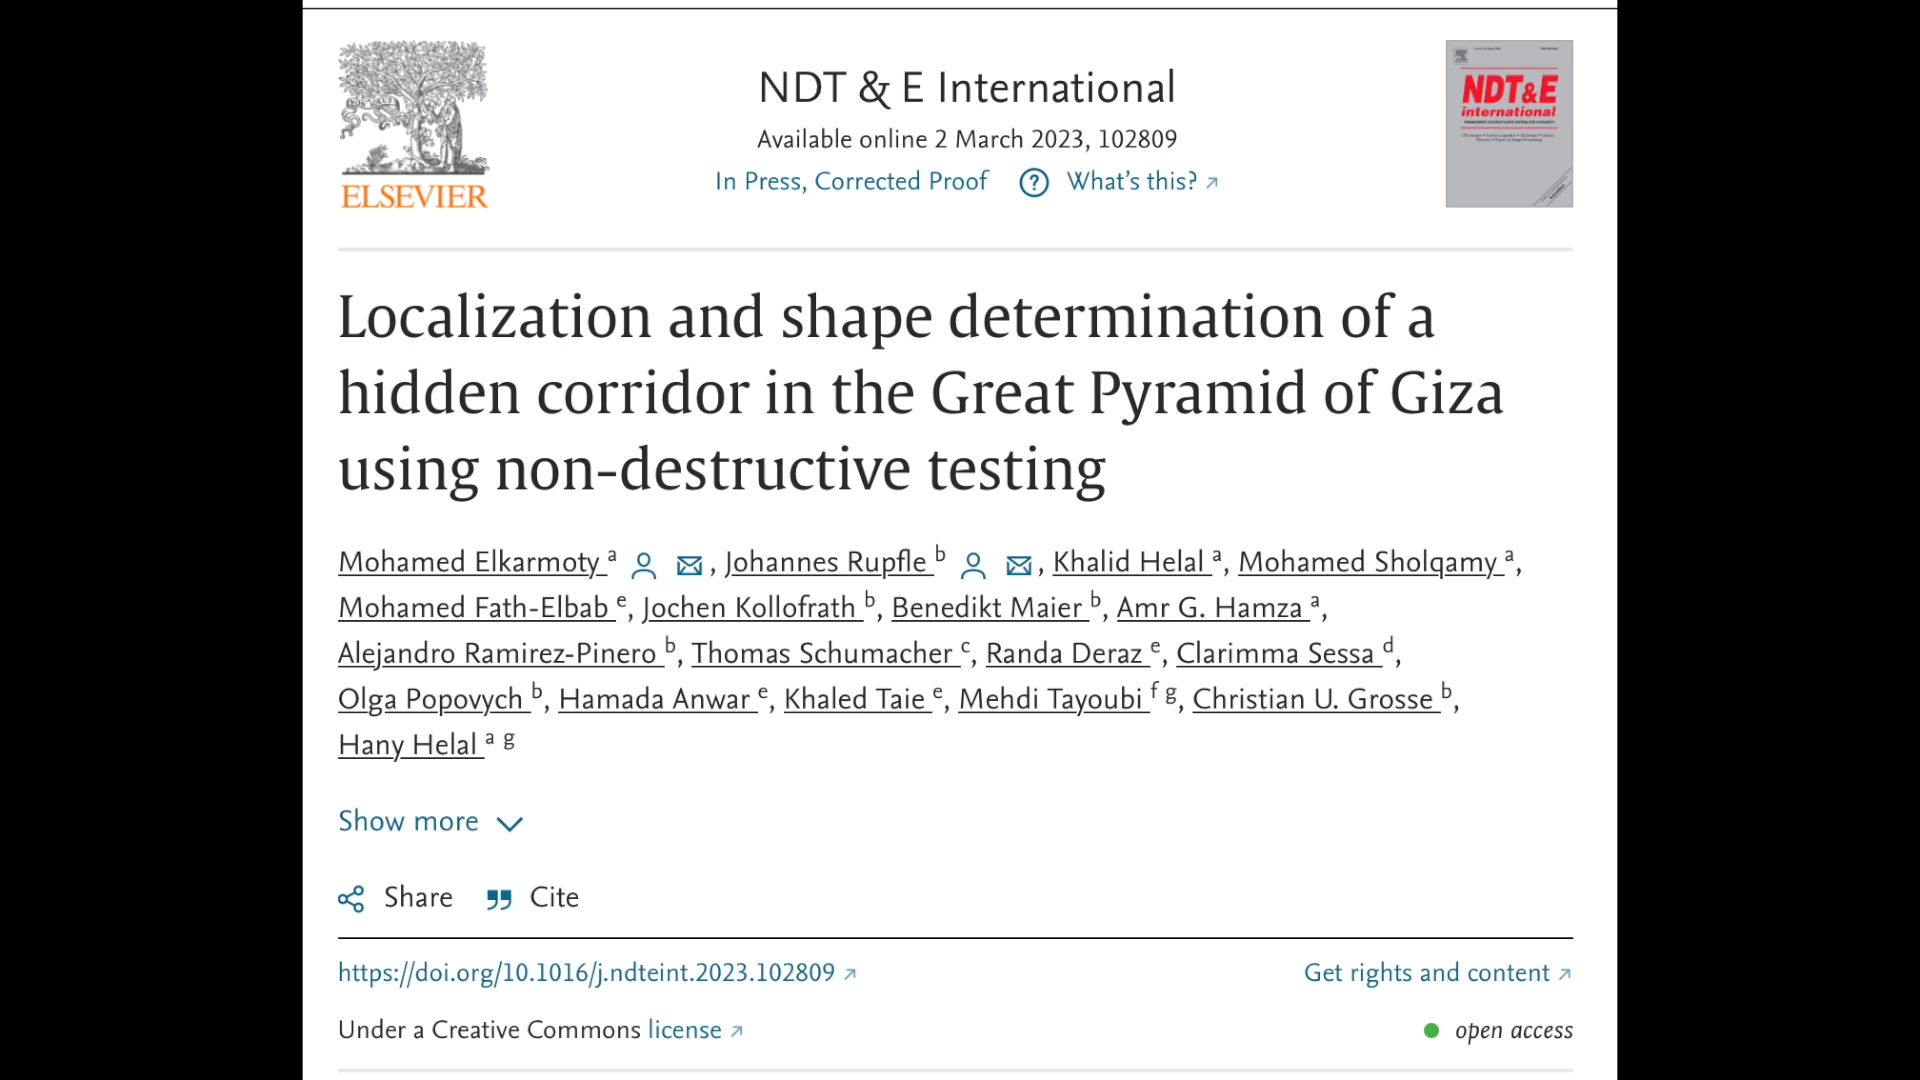 ELSEVIER
NDT & E International
Available online 2 March 2023, 102809
In Press, Corrected Proof ? What's this? ↗
NDT&E
international
Localization and shape determination of a
hidden corridor in the Great Pyramid of Giza
using non-destructive testing
Mohamed Elkarmoty a, Johannes Rupfle b, Khalid Helal a, Mohamed Sholqamy a,
Mohamed Fath-Elbab e, Jochen Kollofrath b, Benedikt Maier b, Amr G. Hamza a,
Alejandro Ramirez-Pinero b, Thomas Schumacher c, Randa Deraz e, Clarimma Sessa d,
Olga Popovych b, Hamada Anwar e, Khaled Taie e, Mehdi Tayoubi f g, Christian U. Grosse b,
Hany Helal a g
Show more
Share Cite
https://doi.org/10.1016/j.ndteint.2023.102809 ↗
Get rights and content ↗
Under a Creative Commons license ↗
open access